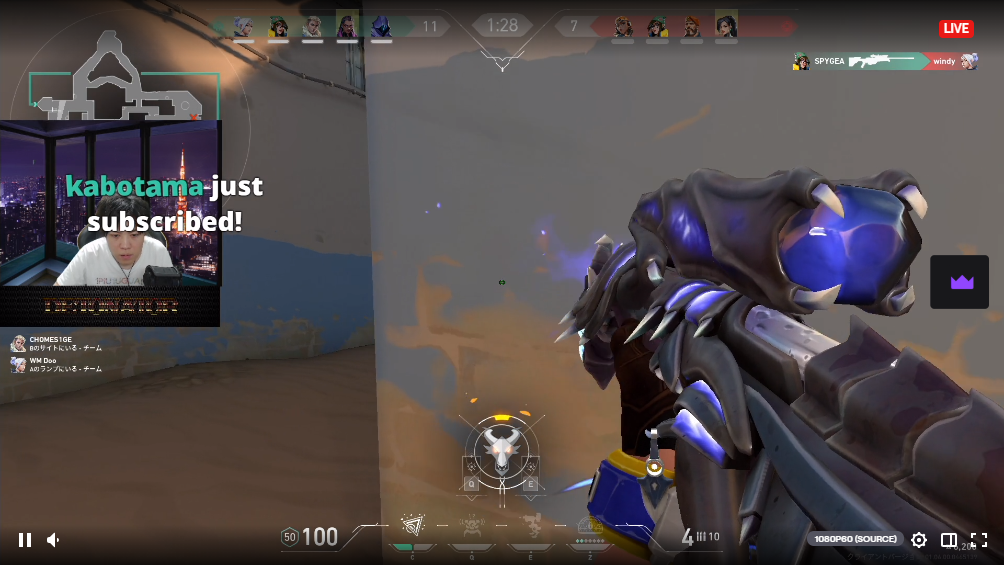 11
1:28
7
LIVE
SPYGEA
windy
C
kabotama just
subscribed!
CHOMES1GE
Bのサイトにいる - チーム
WM Doo
Aのランプにいる - チーム
Q
E
50 100
4
10
C
Q
E
Z
1080P60 (SOURCE)